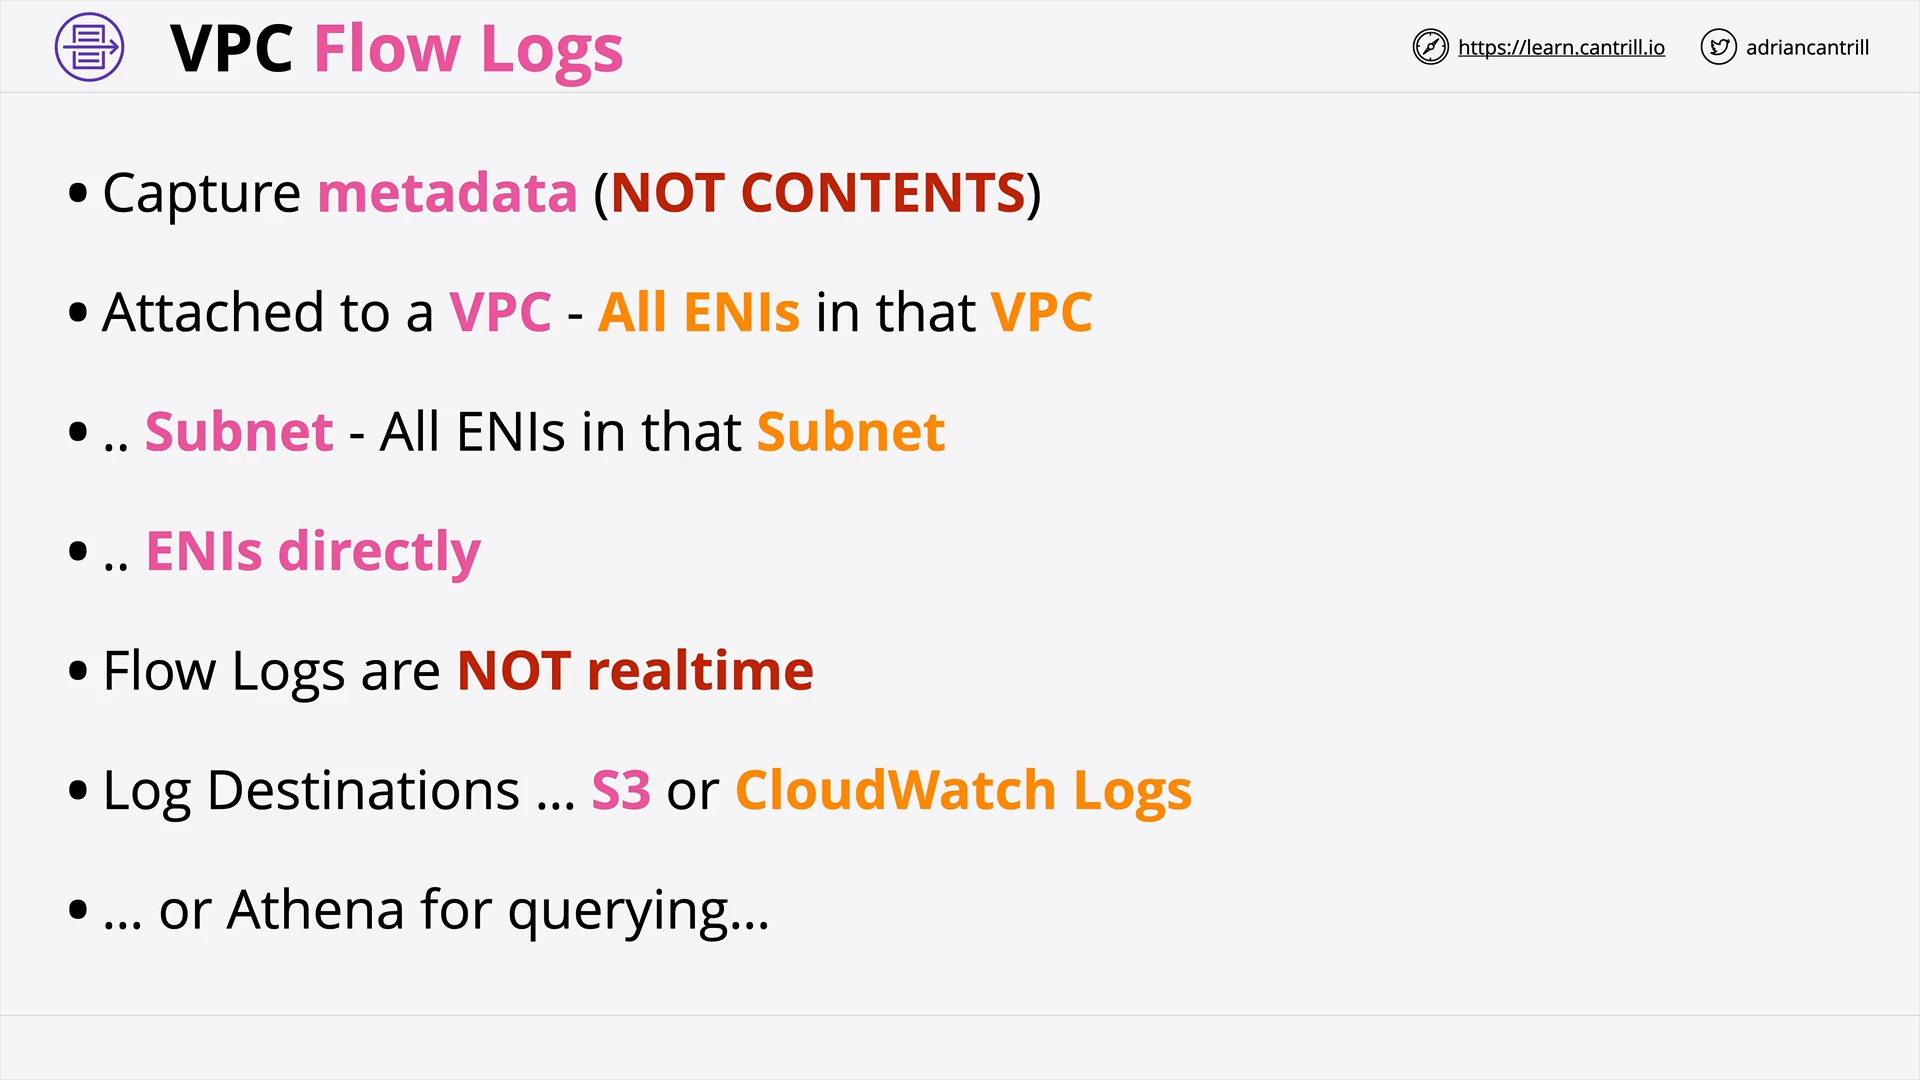 VPC Flow Logs
https://learn.cantrill.io
adriancantrill
• Capture metadata (NOT CONTENTS)
• Attached to a VPC - All ENIs in that VPC
• .. Subnet - All ENIs in that Subnet
• .. ENIs directly
• Flow Logs are NOT realtime
• Log Destinations ... S3 or CloudWatch Logs
• ... or Athena for querying...